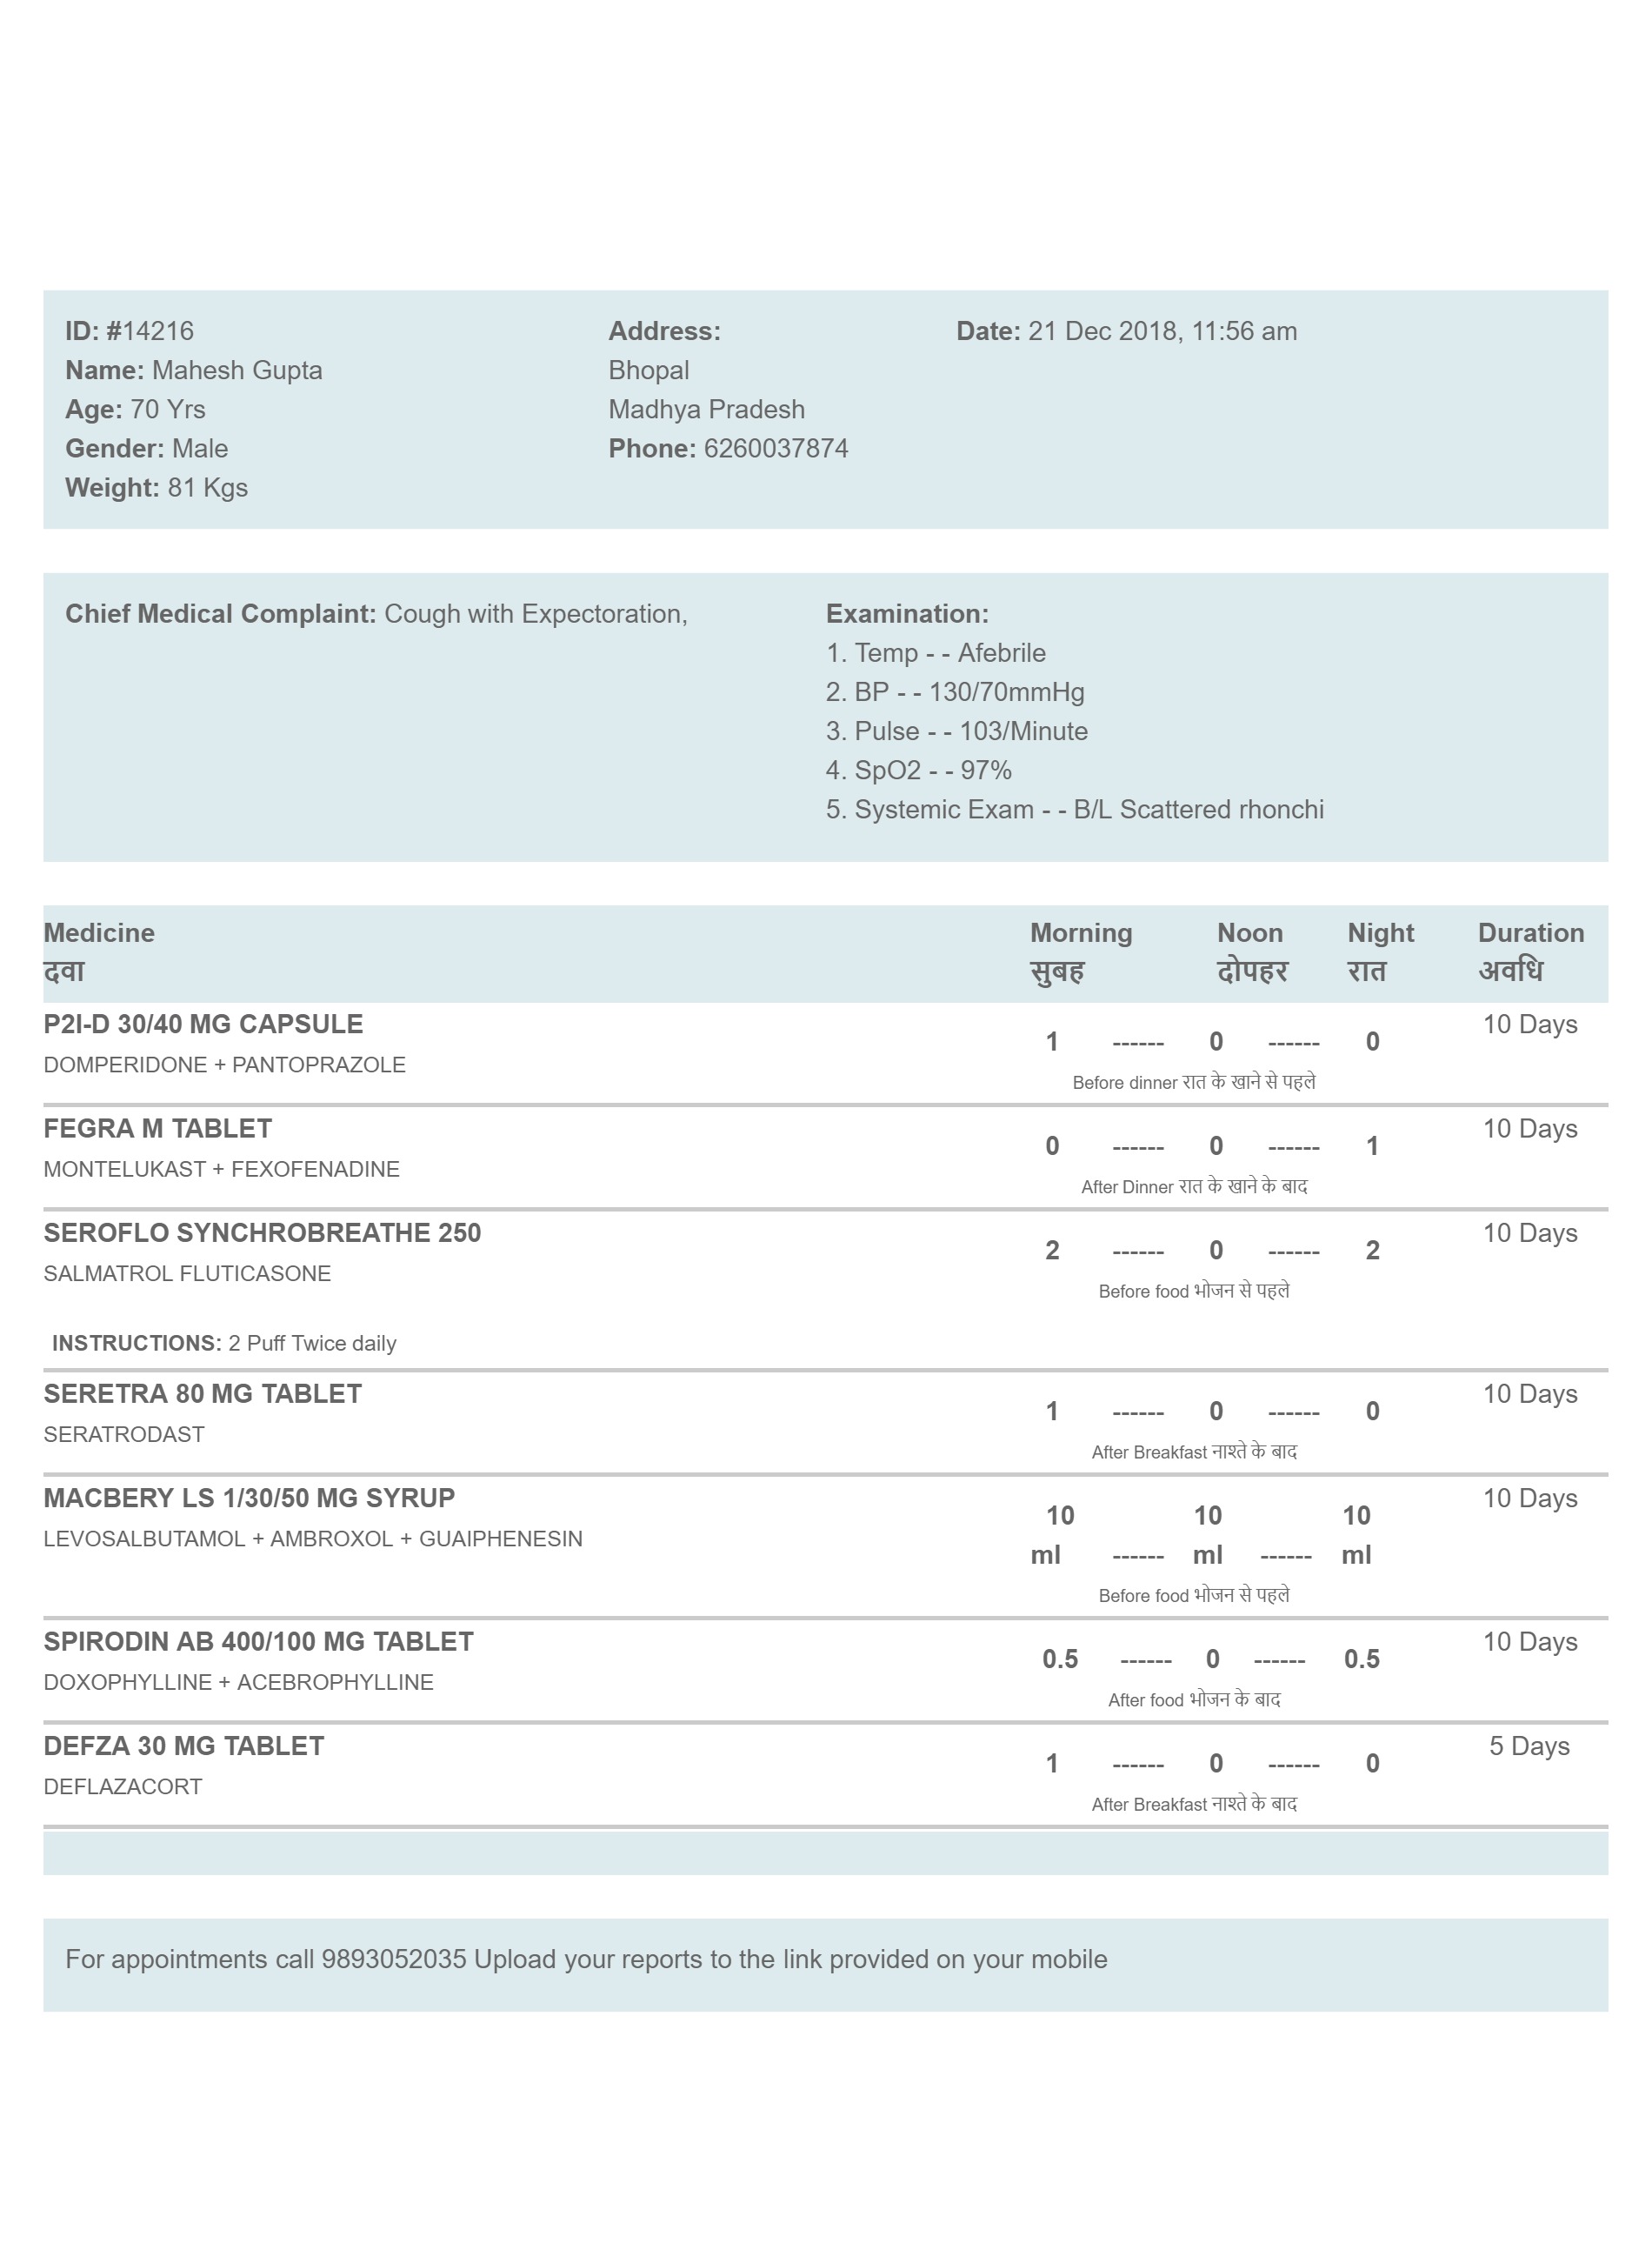 ID: #14216
Name: Mahesh Gupta
Age: 70 Yrs
Gender: Male
Weight: 81 Kgs
Address:
Bhopal
Madhya Pradesh
Phone: 6260037874
Date: 21 Dec 2018, 11:56 am
Chief Medical Complaint: Cough with Expectoration,
Examination:
1. Temp - - Afebrile
2. BP - - 130/70mmHg
3. Pulse - - 103/Minute
4. SpO2 - - 97%
5. Systemic Exam - - B/L Scattered rhonchi
Medicine Morning Noon Night Duration
दवा सुबह दोपहर रात अवधि
P2I-D 30/40 MG CAPSULE 10 Days
1 ------ 0 ------ 0
DOMPERIDONE + PANTOPRAZOLE
Before dinner रात के खाने से पहले
FEGRA M TABLET 10 Days
0 ------ 0 ------ 1
MONTELUKAST + FEXOFENADINE
After Dinner रात के खाने के बाद
SEROFLO SYNCHROBREATHE 250 10 Days
2 ------ 0 ------ 2
SALMATROL FLUTICASONE
Before food भोजन से पहले
INSTRUCTIONS: 2 Puff Twice daily
SERETRA 80 MG TABLET 10 Days
1 ------ 0 ------ 0
SERATRODAST
After Breakfast नाश्ते के बाद
MACBERY LS 1/30/50 MG SYRUP 10 Days
10 10 10
LEVOSALBUTAMOL + AMBROXOL + GUAIPHENESIN
ml ------ ml ------ ml
Before food भोजन से पहले
SPIRODIN AB 400/100 MG TABLET 10 Days
0.5 ------ 0 ------ 0.5
DOXOPHYLLINE + ACEBROPHYLLINE
After food भोजन के बाद
DEFZA 30 MG TABLET 5 Days
1 ------ 0 ------ 0
DEFLAZACORT
After Breakfast नाश्ते के बाद
For appointments call 9893052035 Upload your reports to the link provided on your mobile